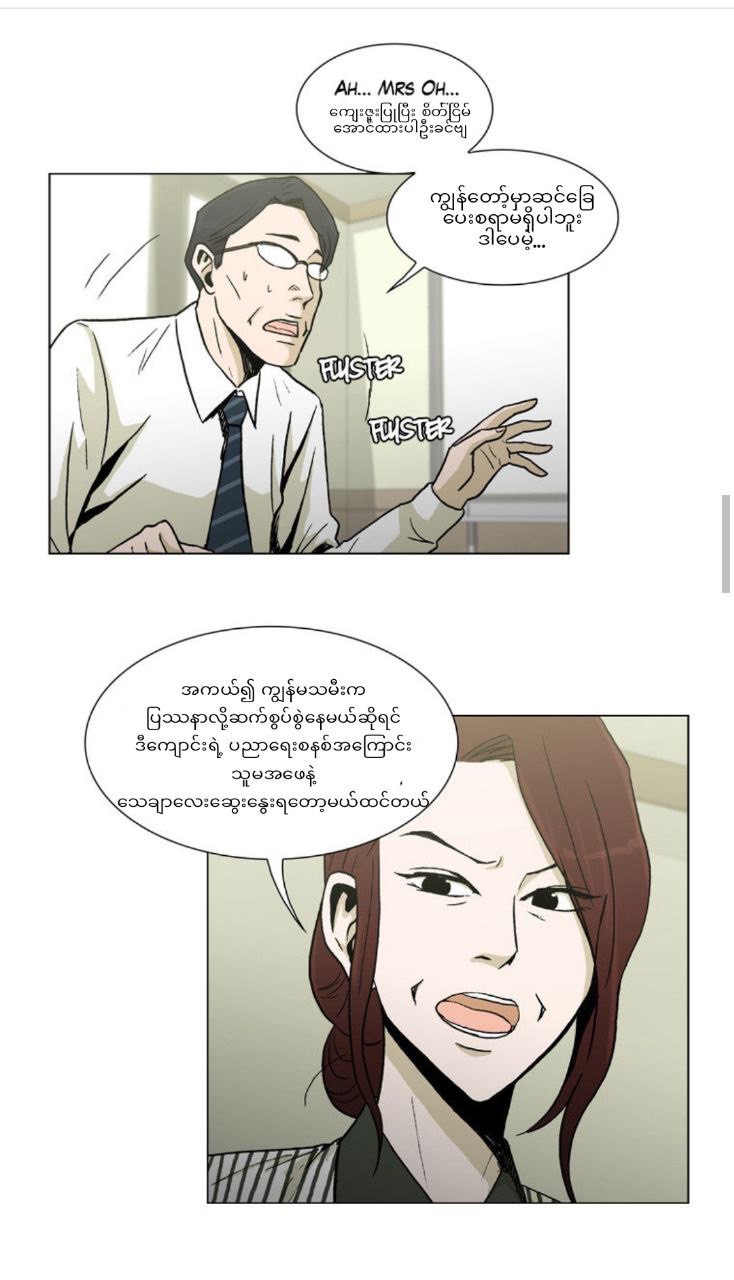 AH... MRS OH...
ကျေးဇူးပြုပြီး စိတ်ငြိမ်
အောင်ထားပါဦးခင်ဗျ
ကျွန်တော့်မှာဆင်ခြေ
ပေးစရာမရှိပါဘူး
ဒါပေမဲ့...
FLUSTER
FLUSTER
အကယ်၍ ကျွန်မသမီးက
ပြဿနာလို့ဆက်စွပ်စွဲနေမယ်ဆိုရင်
ဒီကျောင်းရဲ့ ပညာရေးစနစ်အကြောင်း
သူမအဖေနဲ့
သေချာလေးဆွေးနွေးရတော့မယ်ထင်တယ်